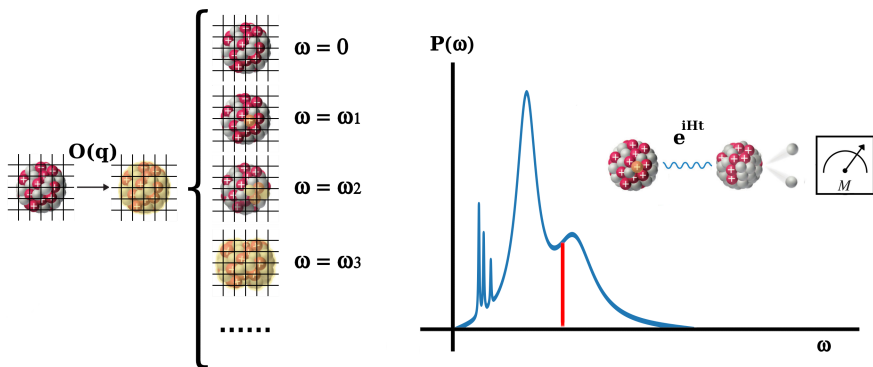 O(q)
ω = 0
ω = ω1
ω = ω2
ω = ω3
......
P(ω)
e^iHt
M
ω